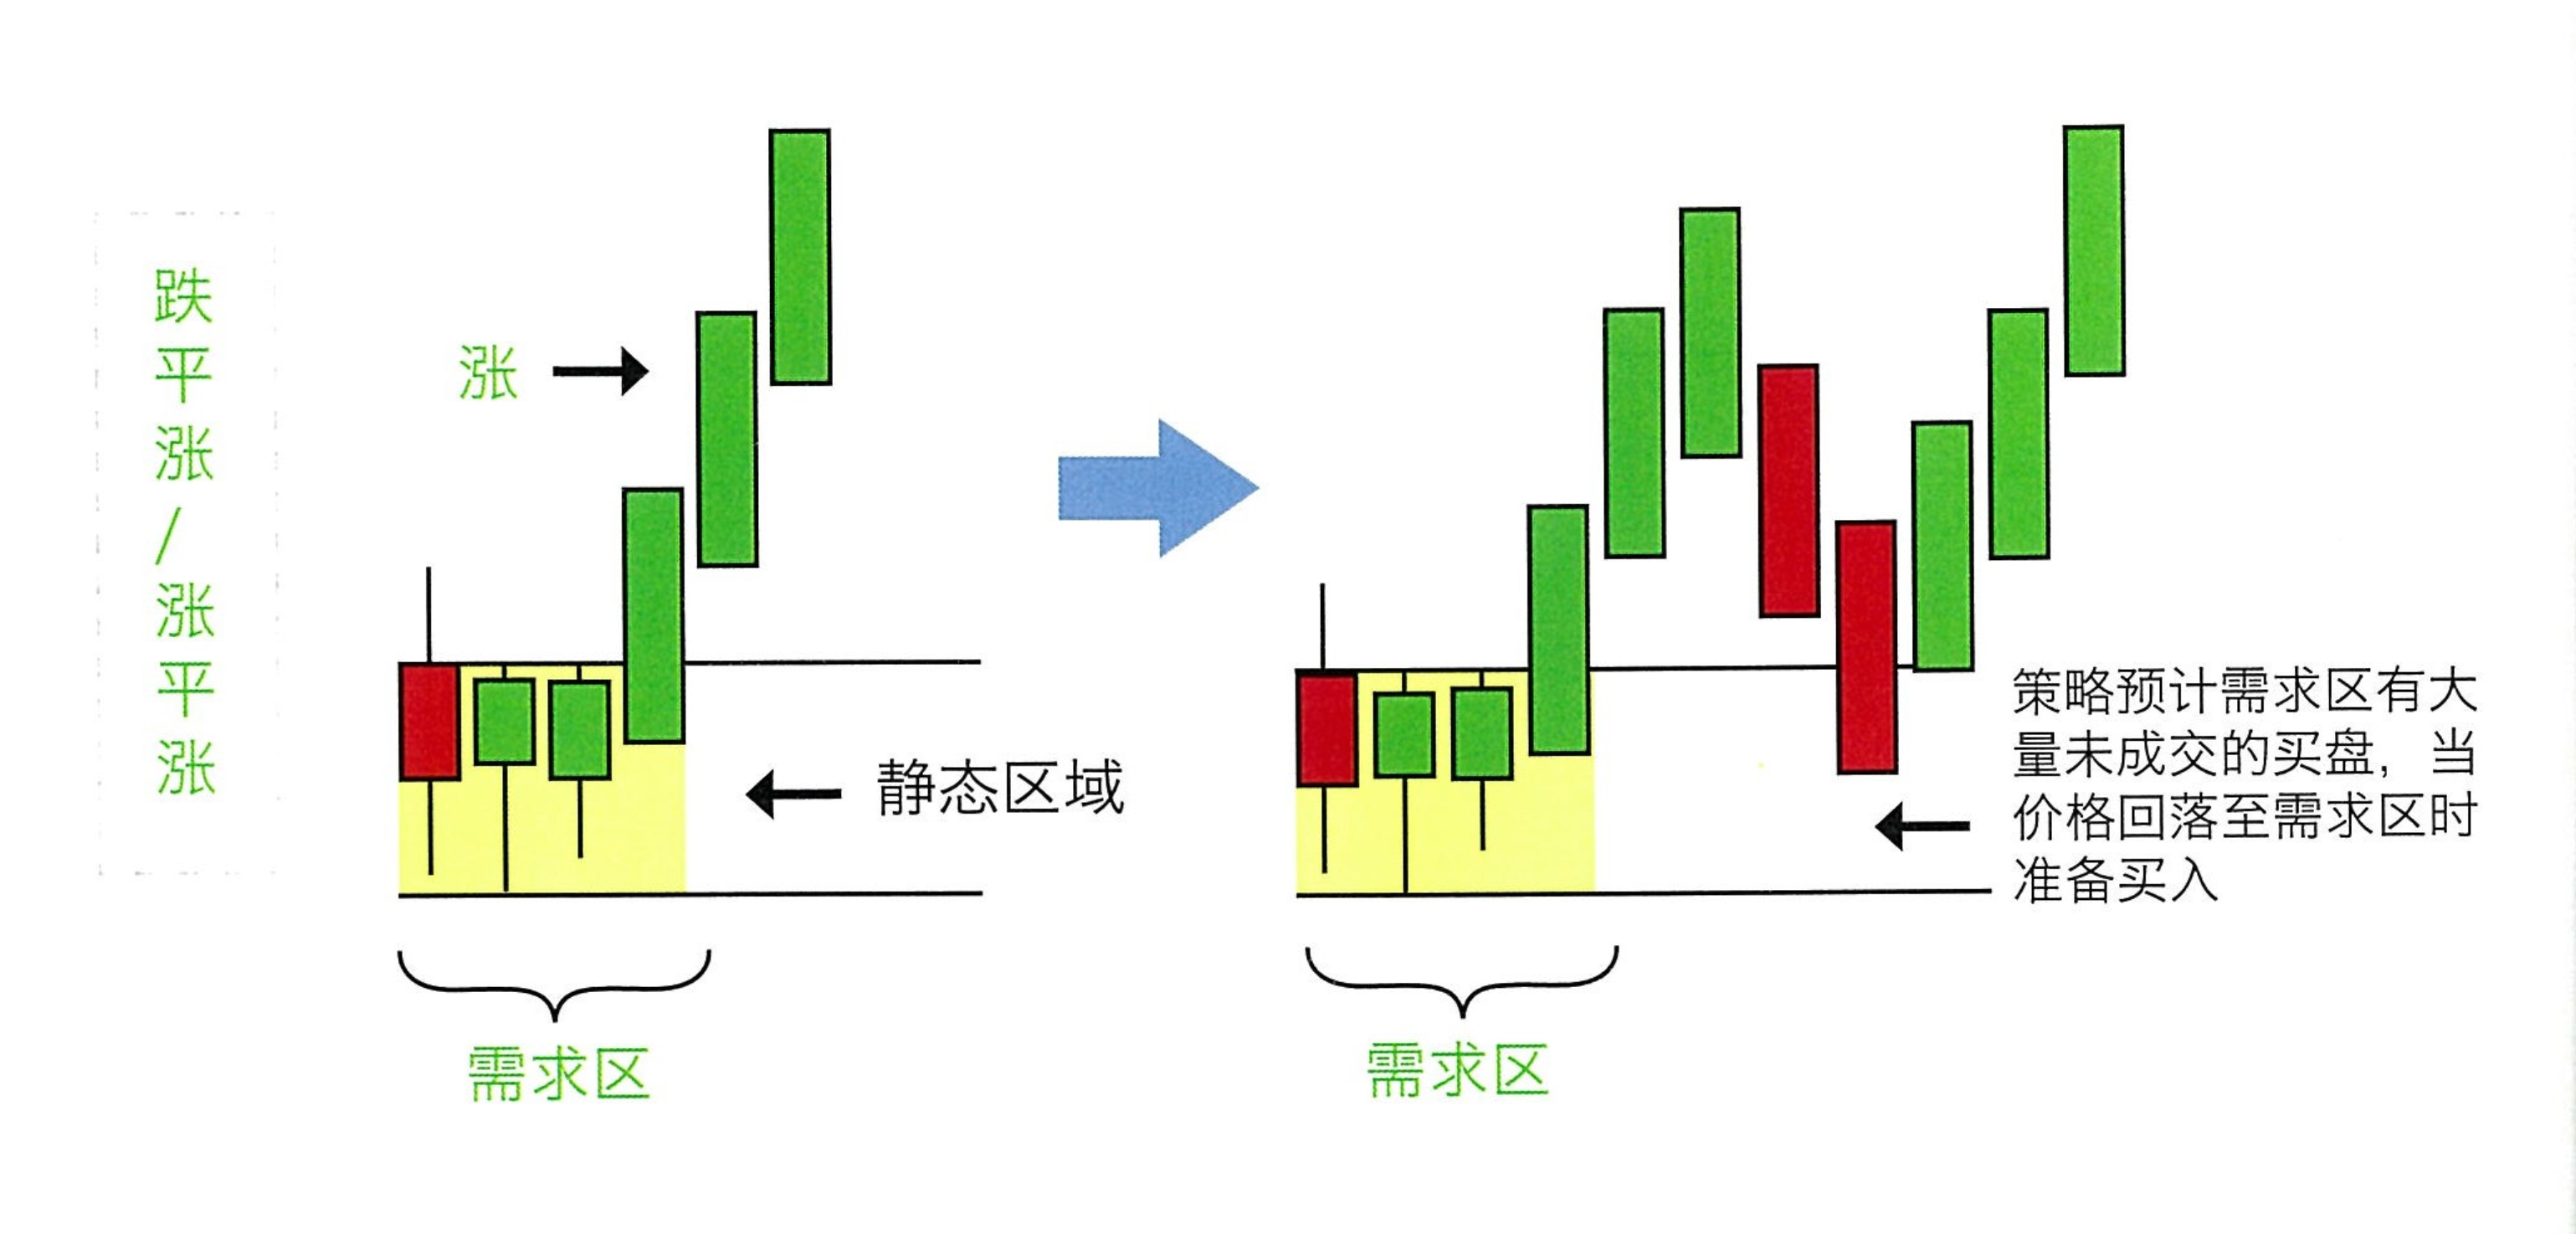 跌平涨/涨平涨
涨
静态区域
需求区
策略预计需求区有大
量未成交的买盘，当
价格回落至需求区时
准备买入
需求区